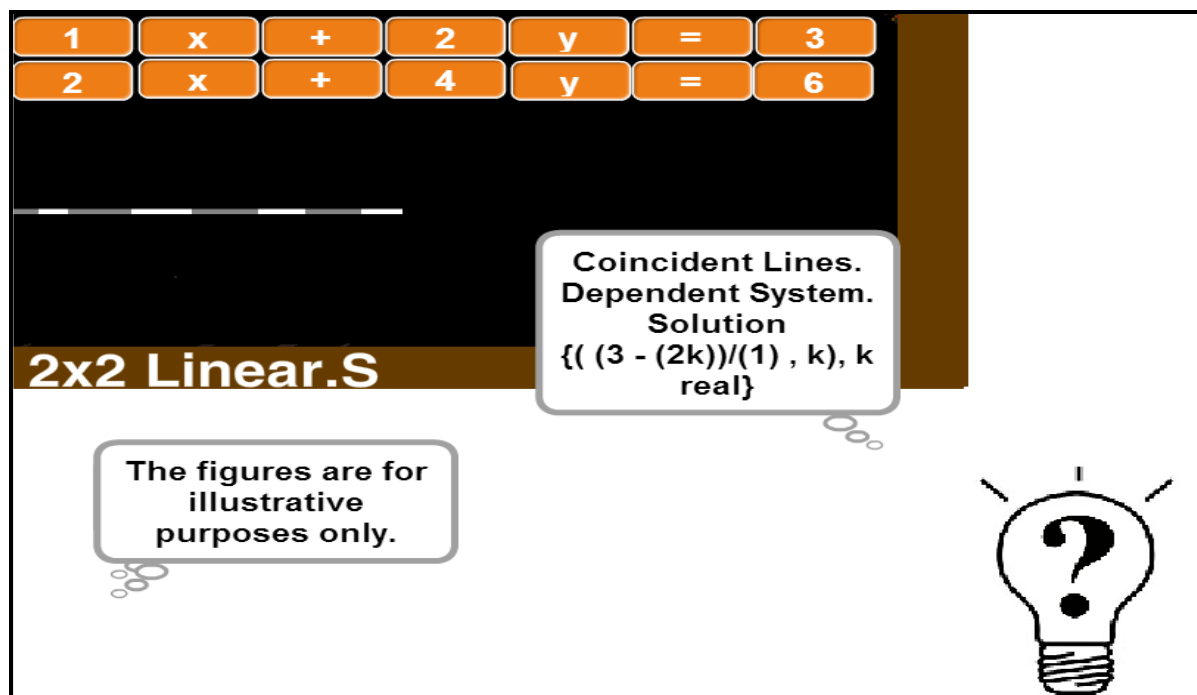 1 x + 2 y = 3
2 x + 4 y = 6
Coincident Lines.
Dependent System.
Solution
{( (3 - (2k))/(1) , k), k
real}
2x2 Linear.S
The figures are for
illustrative
purposes only.
?